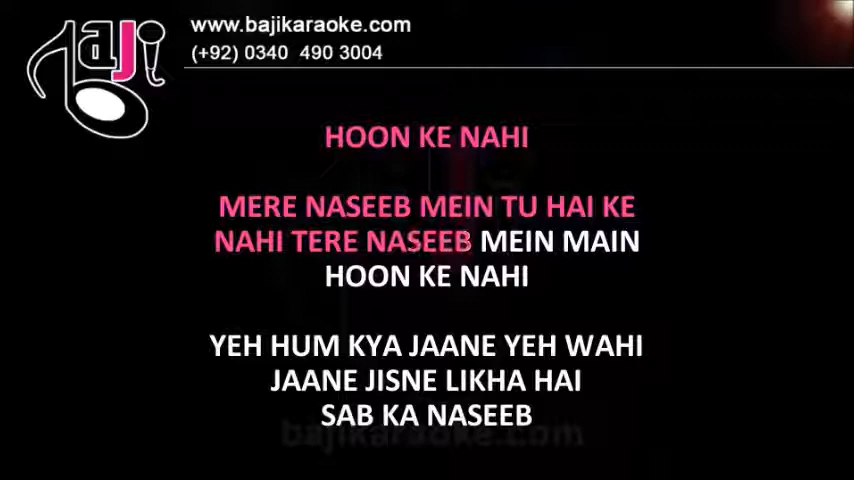 Baji
www.bajikaraoke.com
(+92) 0340 490 3004
HOON KE NAHI
MERE NASEEB MEIN TU HAI KE
NAHI TERE NASEEB MEIN MAIN
HOON KE NAHI
YEH HUM KYA JAANE YEH WAHI
JAANE JISNE LIKHA HAI
SAB KA NASEEB
bajikaraoke.com